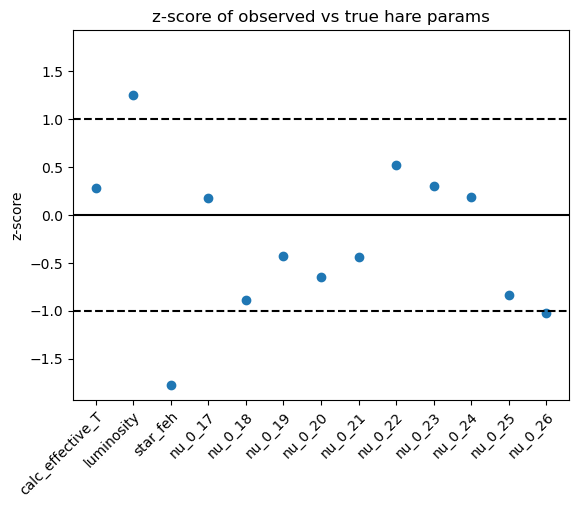 z-score of observed vs true hare params
z-score
1.5
1.0
0.5
0.0
−0.5
−1.0
−1.5
calc_effective_T
luminosity
star_feh
nu_0_17
nu_0_18
nu_0_19
nu_0_20
nu_0_21
nu_0_22
nu_0_23
nu_0_24
nu_0_25
nu_0_26